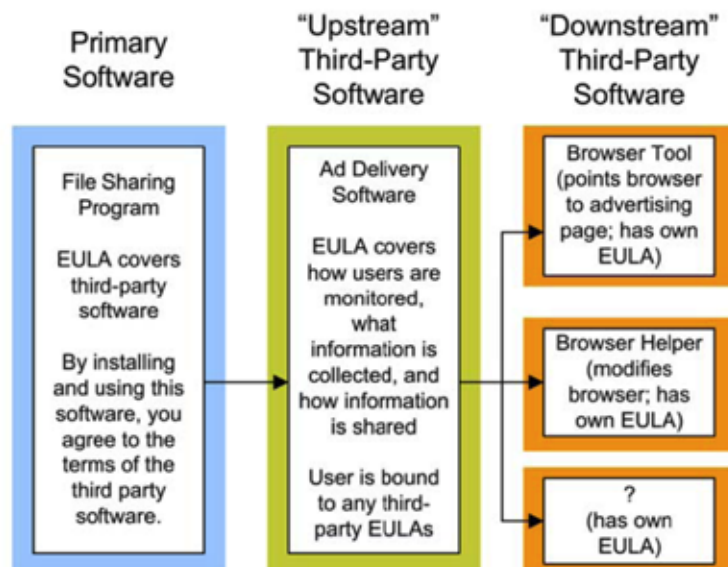 Primary
Software
“Upstream”
Third-Party
Software
“Downstream”
Third-Party
Software
File Sharing
Program
EULA covers
third-party
software
By installing
and using this
software, you
agree to the
terms of the
third party
software.
Ad Delivery
Software
EULA covers
how users are
monitored,
what
information is
collected, and
how information
is shared
User is bound
to any third-
party EULAs
Browser Tool
(points browser
to advertising
page; has own
EULA)
Browser Helper
(modifies
browser; has
own EULA)
?
(has own
EULA)